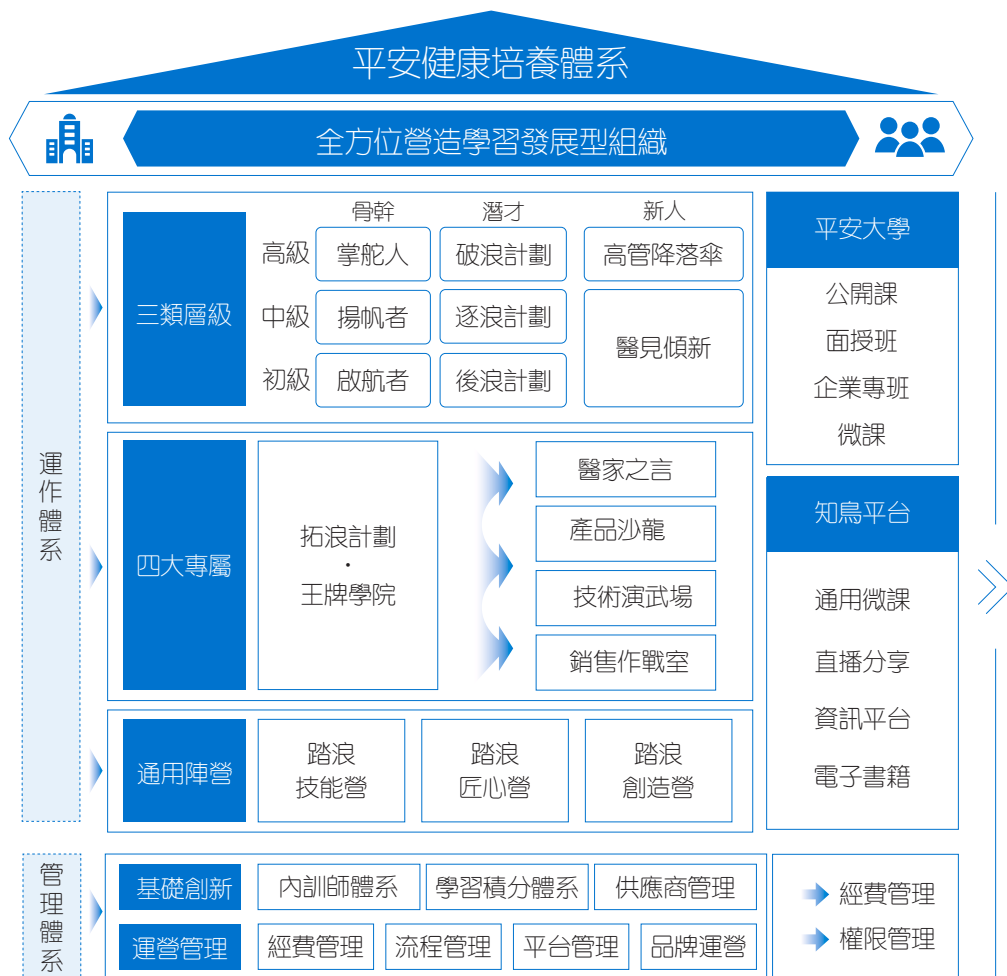 平安健康培養體系
全方位營造學習發展型組織
運作體系
三類層級
骨幹
潛才
新人
高級
掌舵人
破浪計劃
高管降落傘
中級
揚帆者
逐浪計劃
醫見傾新
初級
啟航者
後浪計劃
四大專屬
拓浪計劃
·
王牌學院
醫家之言
產品沙龍
技術演武場
銷售作戰室
通用陣營
踏浪
技能營
踏浪
匠心營
踏浪
創造營
平安大學
公開課
面授班
企業專班
微課
知鳥平台
通用微課
直播分享
資訊平台
電子書籍
管理體系
基礎創新
內訓師體系
學習積分體系
供應商管理
運營管理
經費管理
流程管理
平台管理
品牌運營
經費管理
權限管理